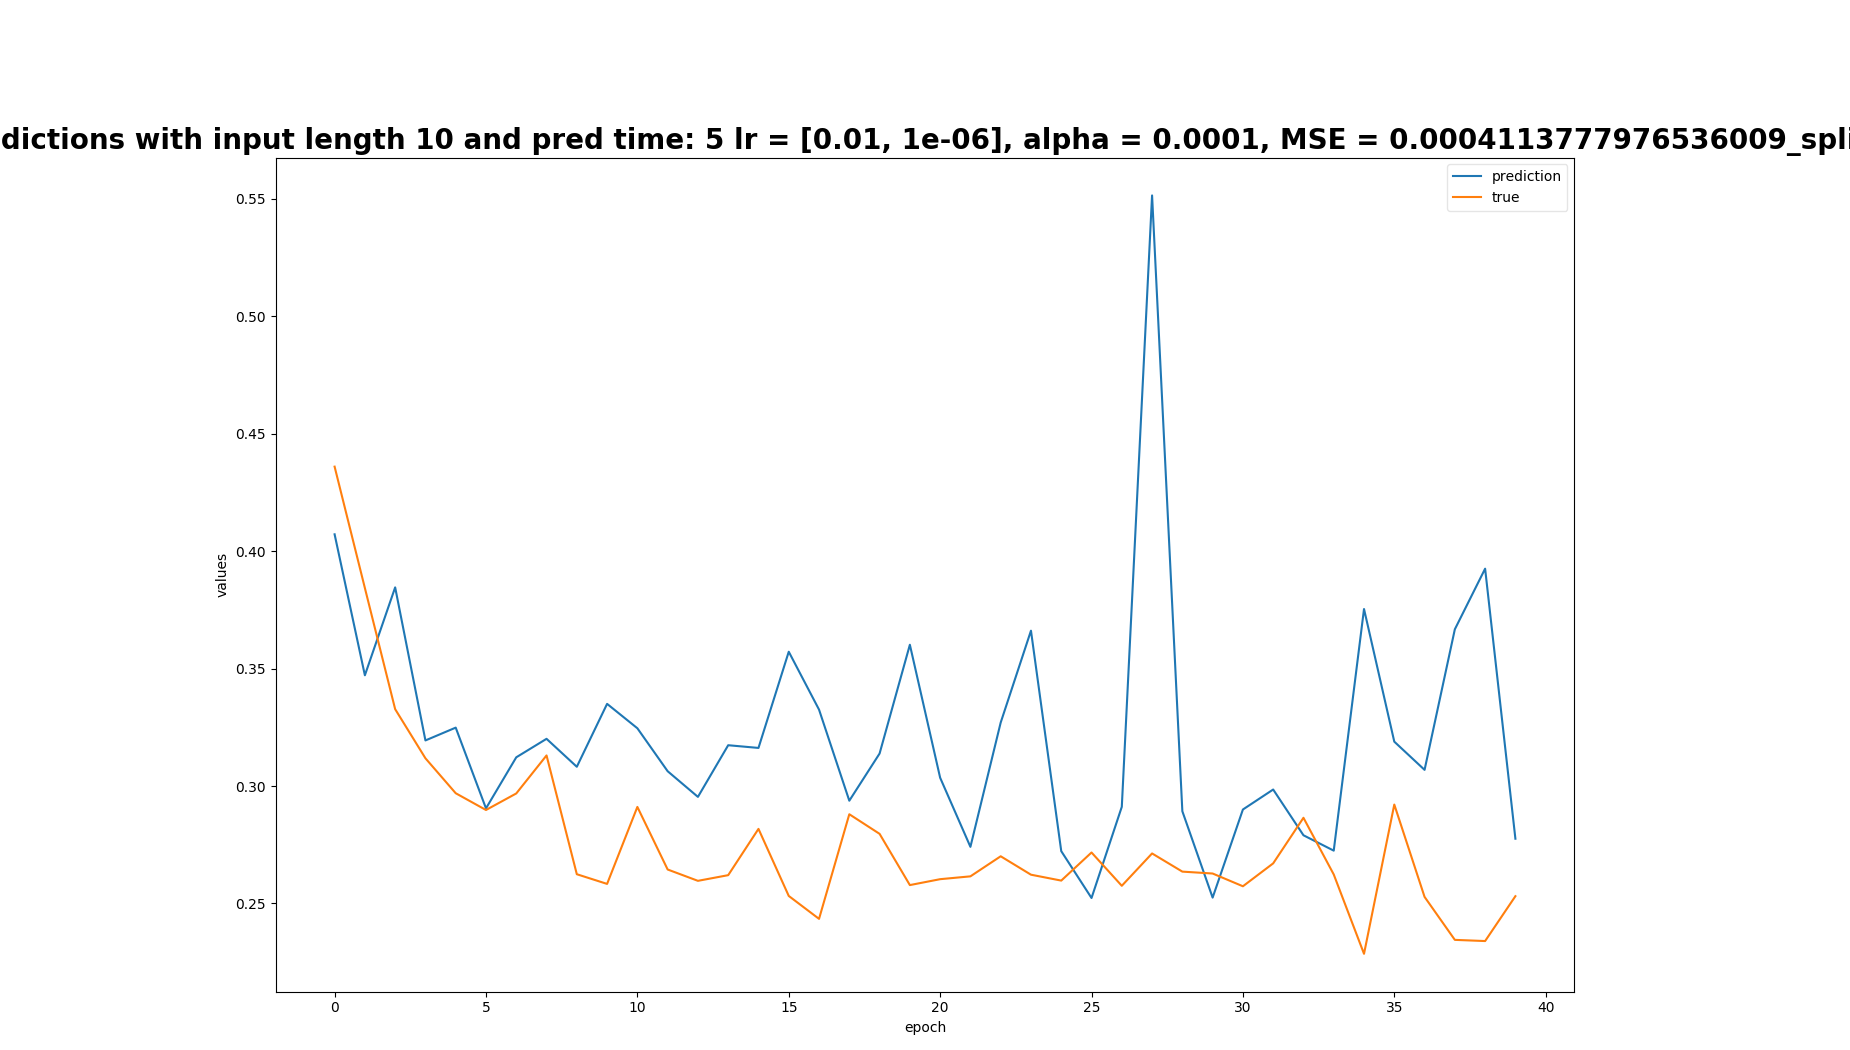 dictions with input length 10 and pred time: 5 lr = [0.01, 1e-06], alpha = 0.0001, MSE = 0.0004113777976536009_spli
prediction
true
0.55
0.50
0.45
0.40
0.35
0.30
0.25
values
0 5 10 15 20 25 30 35 40
epoch